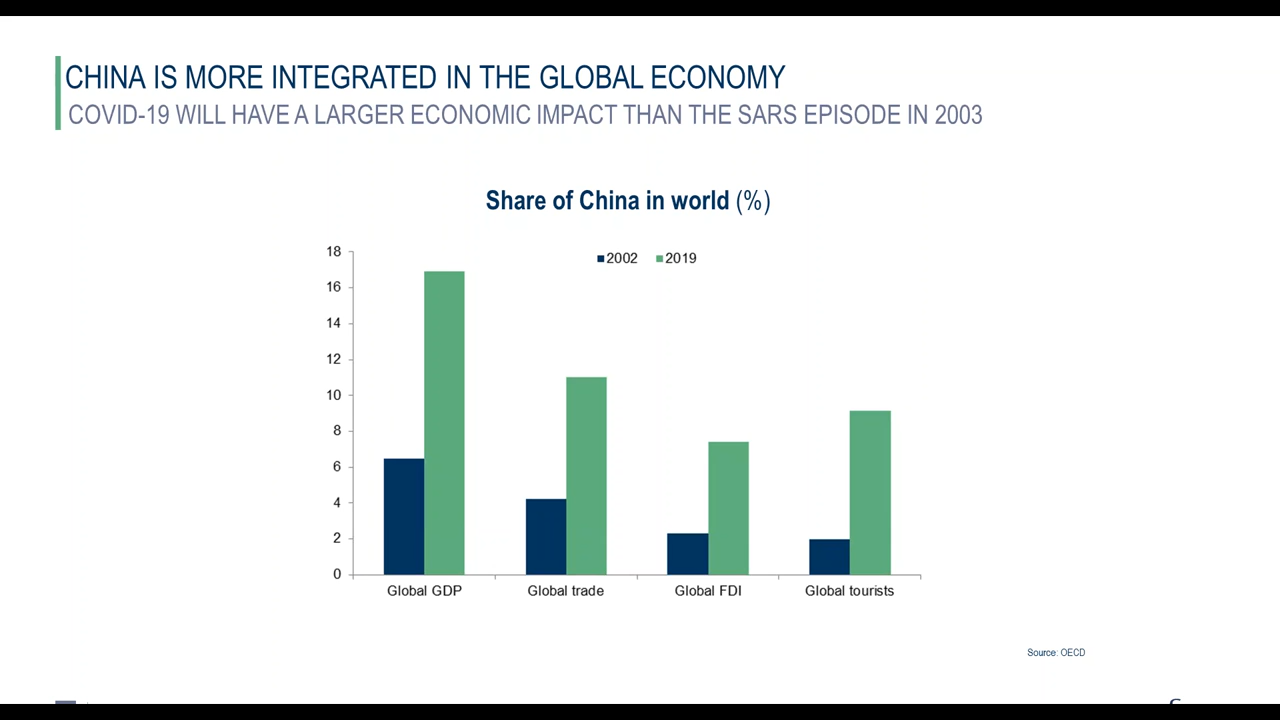 CHINA IS MORE INTEGRATED IN THE GLOBAL ECONOMY
COVID-19 WILL HAVE A LARGER ECONOMIC IMPACT THAN THE SARS EPISODE IN 2003
Share of China in world (%)
2002 2019
18
16
14
12
10
8
6
4
2
0
Global GDP Global trade Global FDI Global tourists
Source: OECD